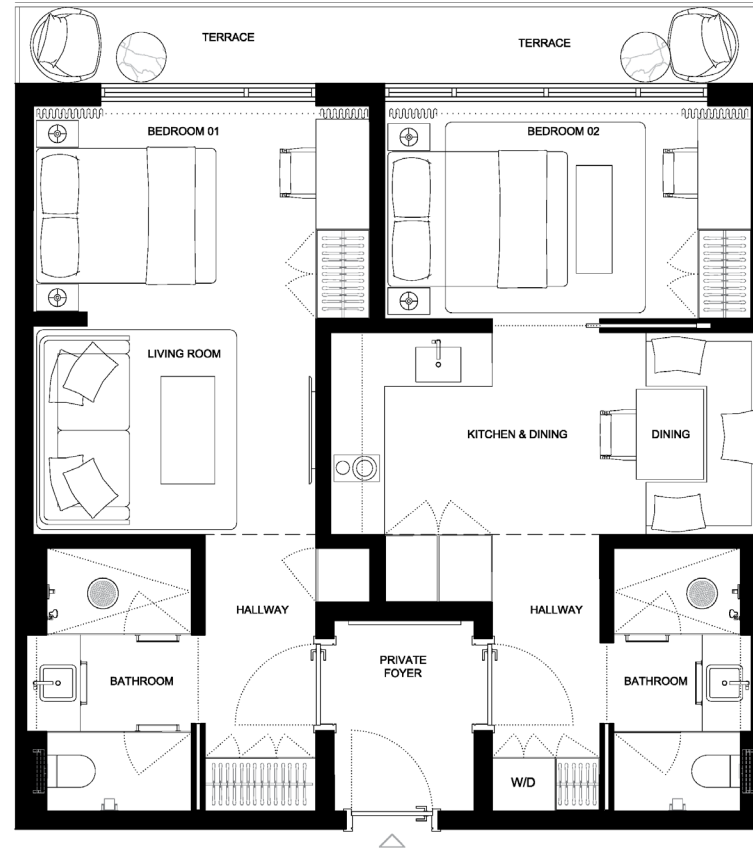 TERRACE
TERRACE
BEDROOM 01
BEDROOM 02
LIVING ROOM
KITCHEN & DINING
DINING
HALLWAY
HALLWAY
PRIVATE
FOYER
BATHROOM
BATHROOM
W/D